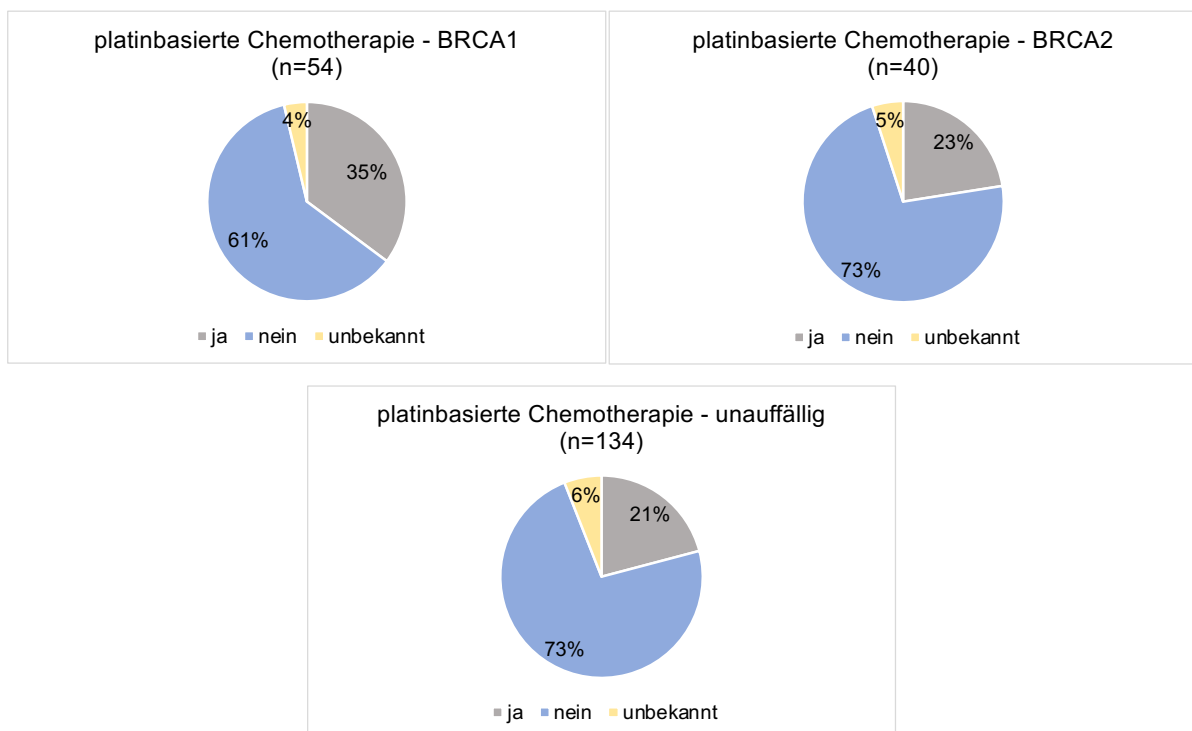 platinbasierte Chemotherapie - BRCA1
(n=54)
4%
35%
61%
ja nein unbekannt
platinbasierte Chemotherapie - BRCA2
(n=40)
5%
23%
73%
ja nein unbekannt
platinbasierte Chemotherapie - unauffällig
(n=134)
6%
21%
73%
ja nein unbekannt